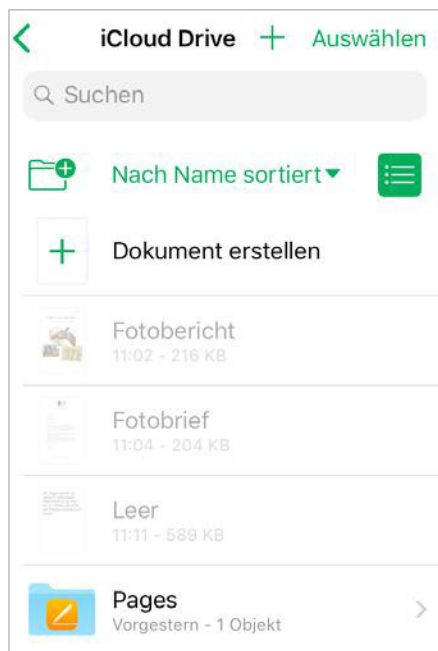 iCloud Drive + Auswählen
Suchen
Nach Name sortiert
Dokument erstellen
Fotobericht
11:02 - 216 KB
Fotobrief
11:04 - 204 KB
Leer
11:11 - 589 KB
Pages
Vorgestern - 1 Objekt